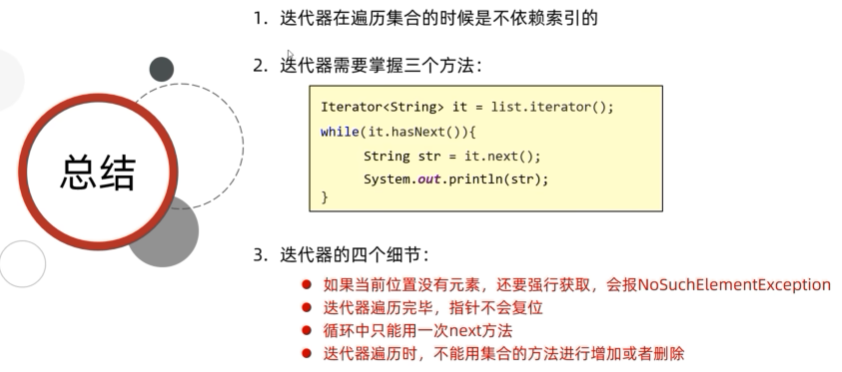 总结
1. 迭代器在遍历集合的时候是不依赖索引的
2. 迭代器需要掌握三个方法：
Iterator<String> it = list.iterator();
while(it.hasNext()){
String str = it.next();
System.out.println(str);
}
3. 迭代器的四个细节：
如果当前位置没有元素，还要强行获取，会报NoSuchElementException
迭代器遍历完毕，指针不会复位
循环中只能用一次next方法
迭代器遍历时，不能用集合的方法进行增加或者删除